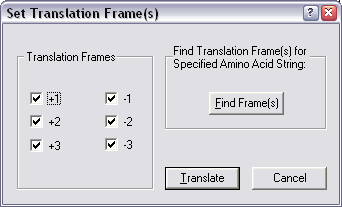 Set Translation Frame(s)
Translation Frames
+1 -1
+2 -2
+3 -3
Find Translation Frame(s) for
Specified Amino Acid String:
Find Frame(s)
Translate Cancel